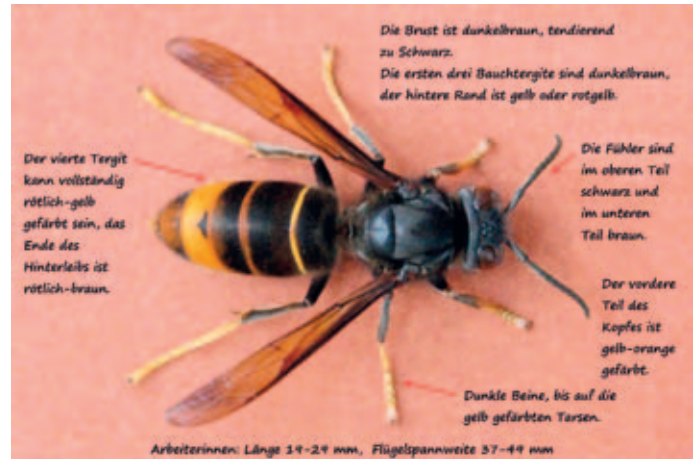 Die Brust ist dunkelbraun, tendierend
zu Schwarz.
Die ersten drei Bauchtergite sind dunkelbraun,
der hintere Rand ist gelb oder rotgelb.
Der vierte Tergit
kann vollständig
rötlich-gelb
gefärbt sein, das
Ende des
Hinterleibs ist
rötlich-braun.
Die Fühler sind
im oberen Teil
schwarz und
im unteren
Teil braun.
Der vordere
Teil des
Kopfes ist
gelb-orange
gefärbt.
Dunkle Beine, bis auf die
gelb gefärbten Tarsen.
Arbeiterinnen: Länge 19-29 mm, Flügelspannweite 37-49 mm